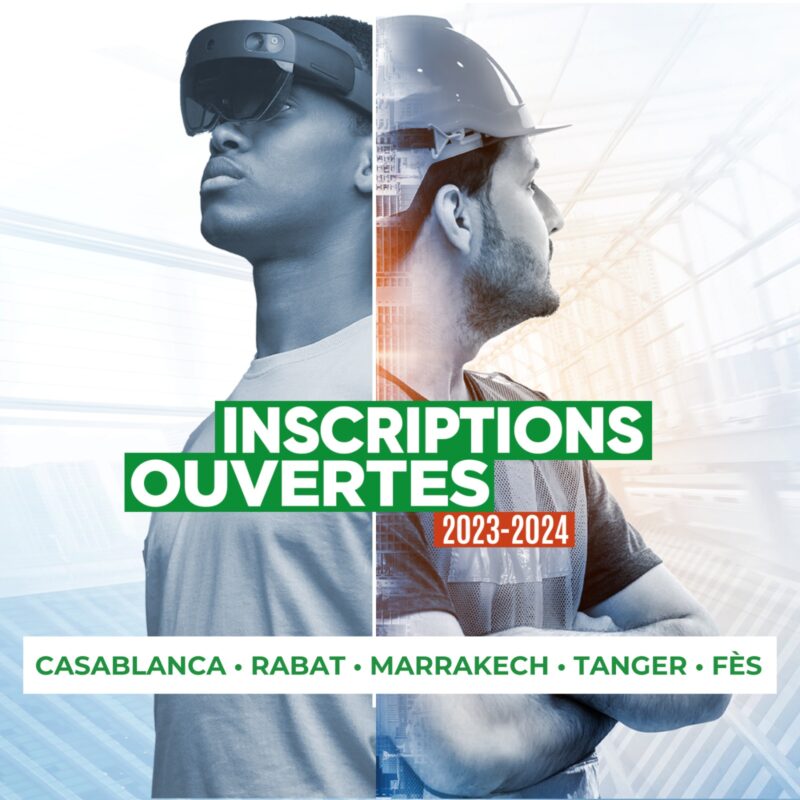 INSCRIPTIONS
OUVERTES
2023-2024
CASABLANCA • RABAT • MARRAKECH • TANGER • FÈS